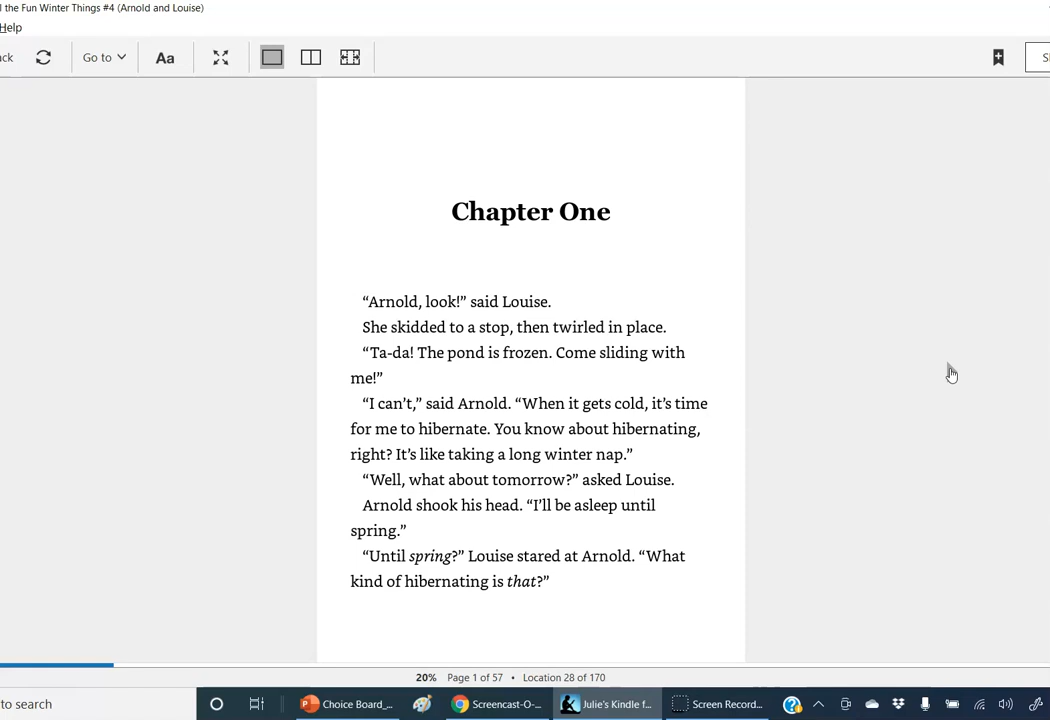 l the Fun Winter Things #4 (Arnold and Louise)
Help
ck
Go to
Aa
Chapter One
“Arnold, look!” said Louise.
She skidded to a stop, then twirled in place.
“Ta-da! The pond is frozen. Come sliding with
me!”
“I can’t,” said Arnold. “When it gets cold, it’s time
for me to hibernate. You know about hibernating,
right? It’s like taking a long winter nap.”
“Well, what about tomorrow?” asked Louise.
Arnold shook his head. “I’ll be asleep until
spring.”
“Until spring?” Louise stared at Arnold. “What
kind of hibernating is that?”
20% Page 1 of 57 • Location 28 of 170
to search
Choice Board_...
Screencast-O-...
Julie's Kindle f...
Screen Record...